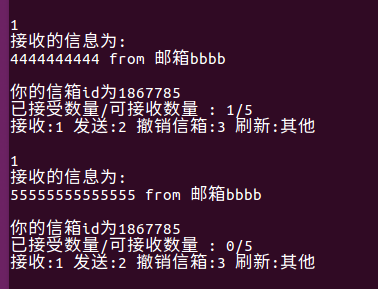 1
接收的信息为:
4444444444 from 邮箱bbbb
你的信箱id为1867785
已接受数量/可接收数量 : 1/5
接收:1 发送:2 撤销信箱:3 刷新:其他
1
接收的信息为:
55555555555555 from 邮箱bbbb
你的信箱id为1867785
已接受数量/可接收数量 : 0/5
接收:1 发送:2 撤销信箱:3 刷新:其他